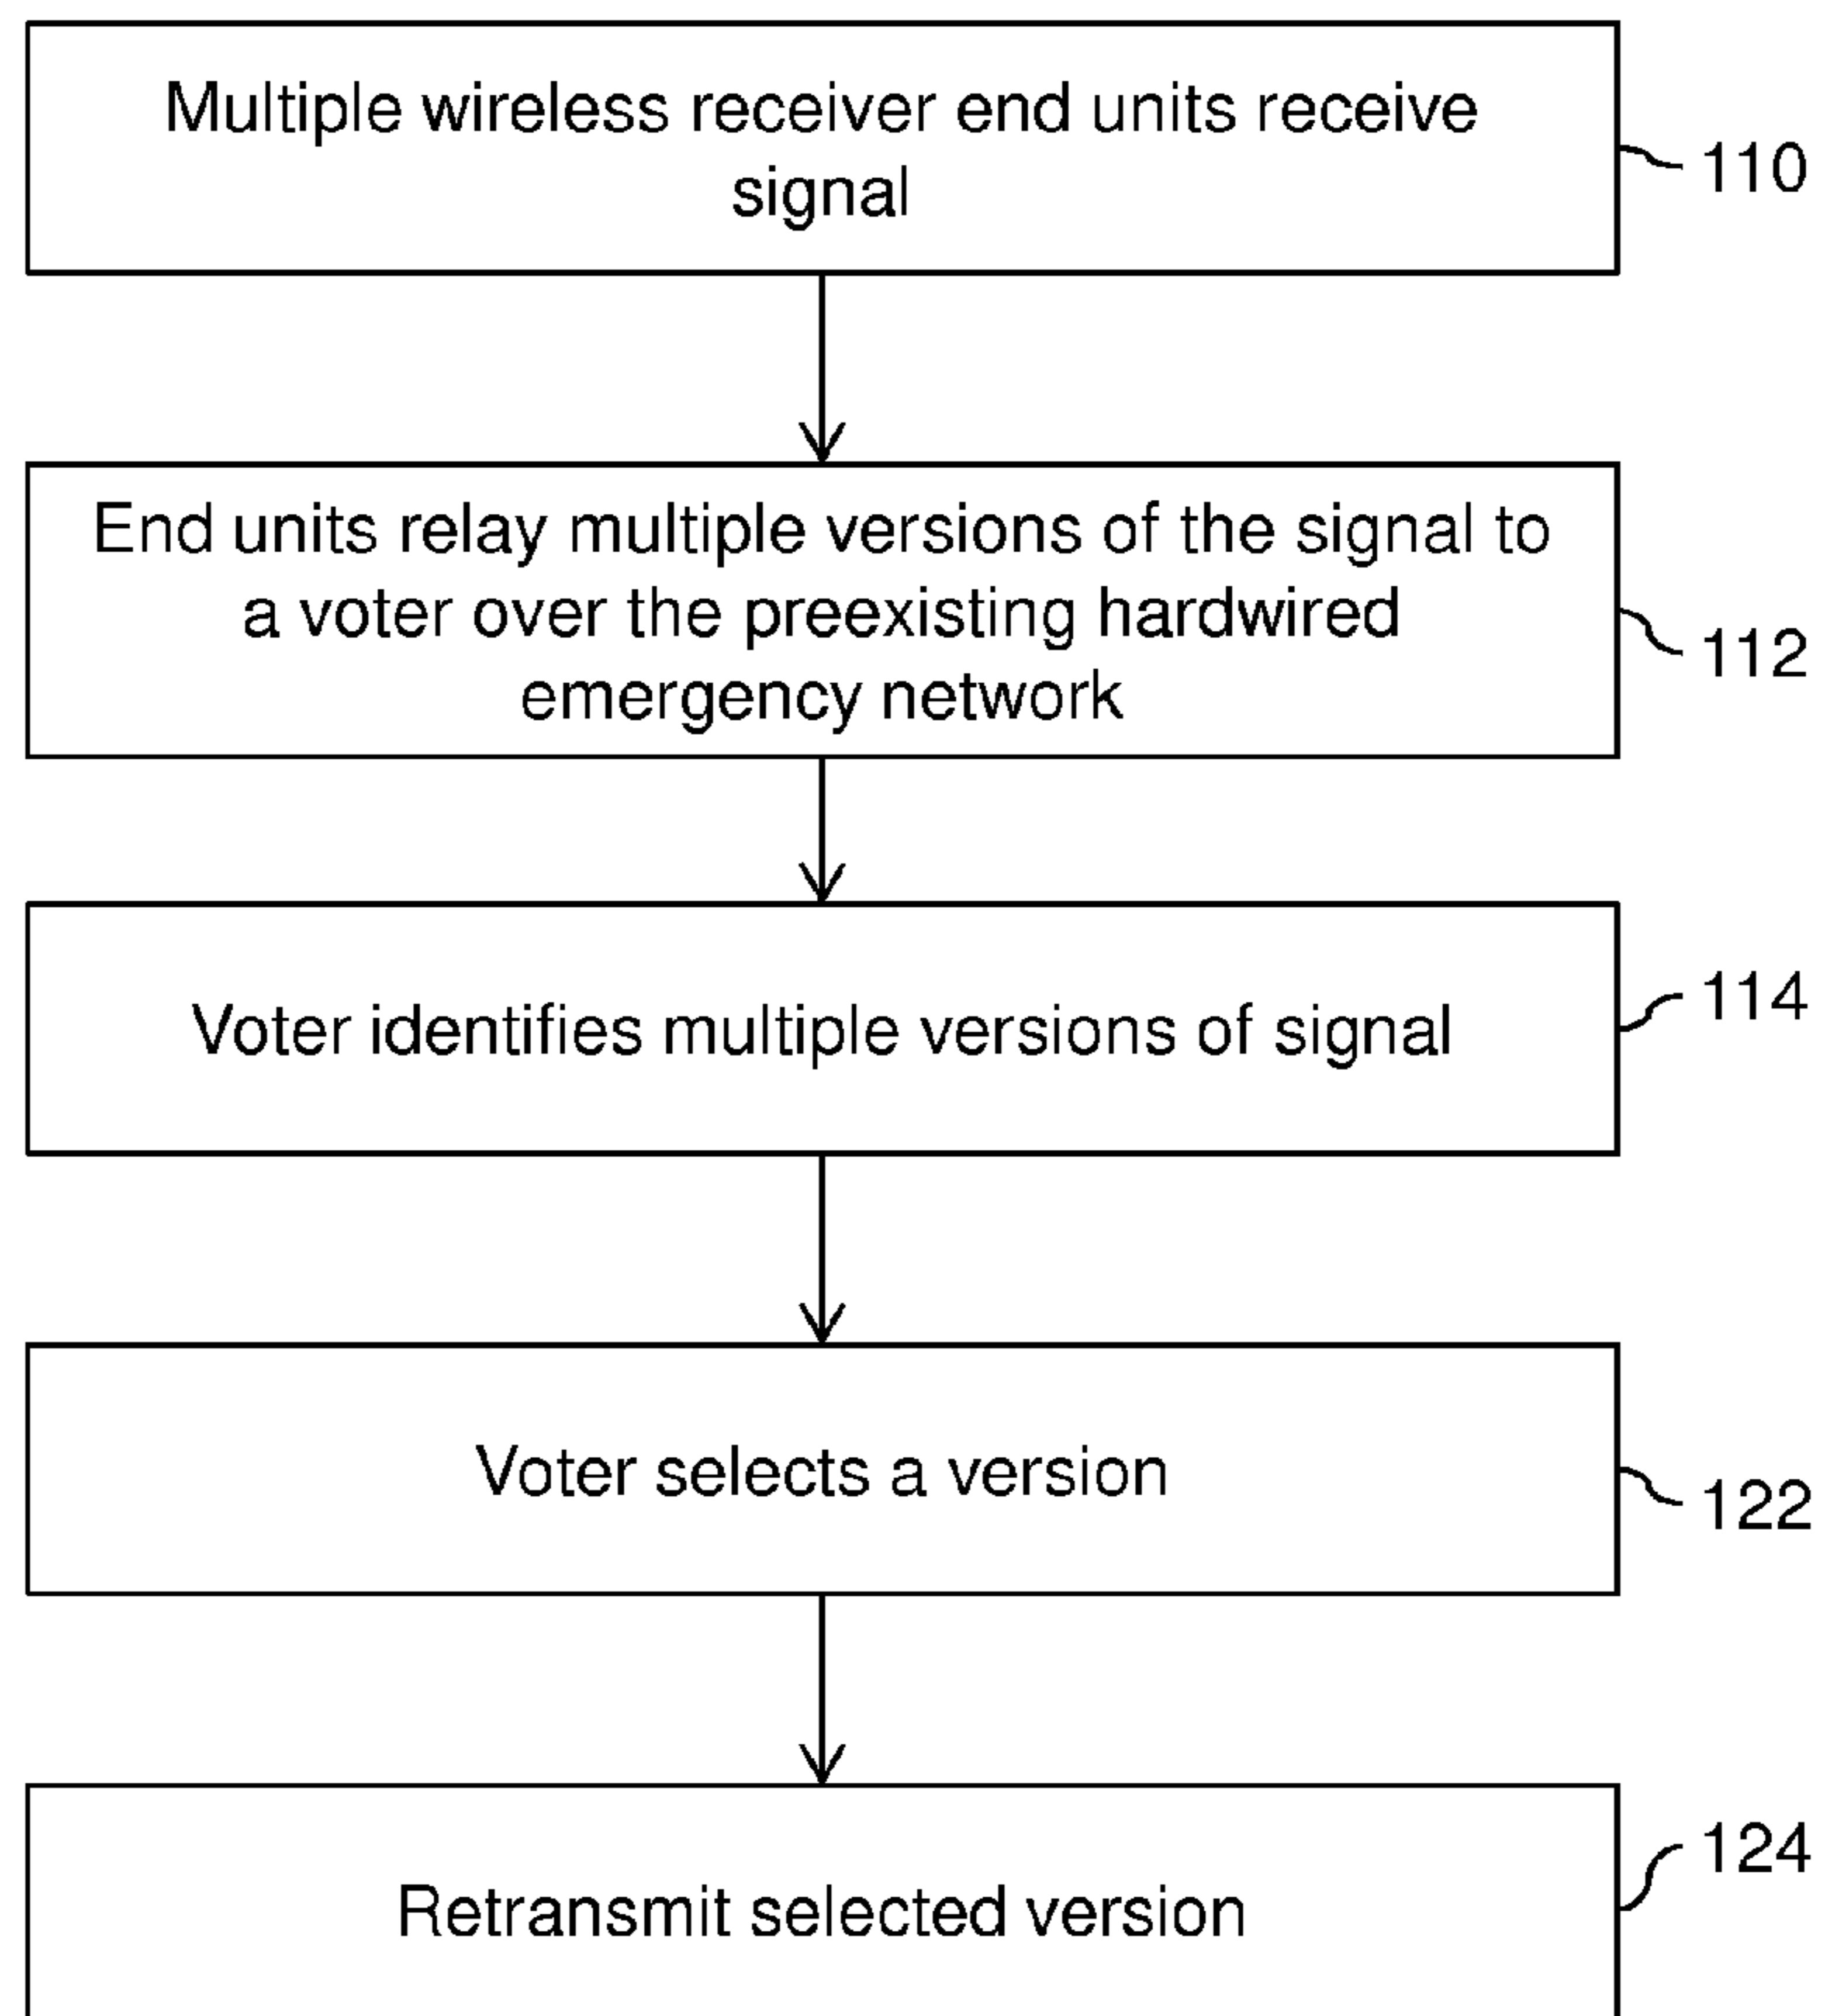 Multiple wireless receiver end units receive
signal
110
End units relay multiple versions of the signal to
a voter over the preexisting hardwired
emergency network
112
Voter identifies multiple versions of signal
114
Voter selects a version
122
Retransmit selected version
124